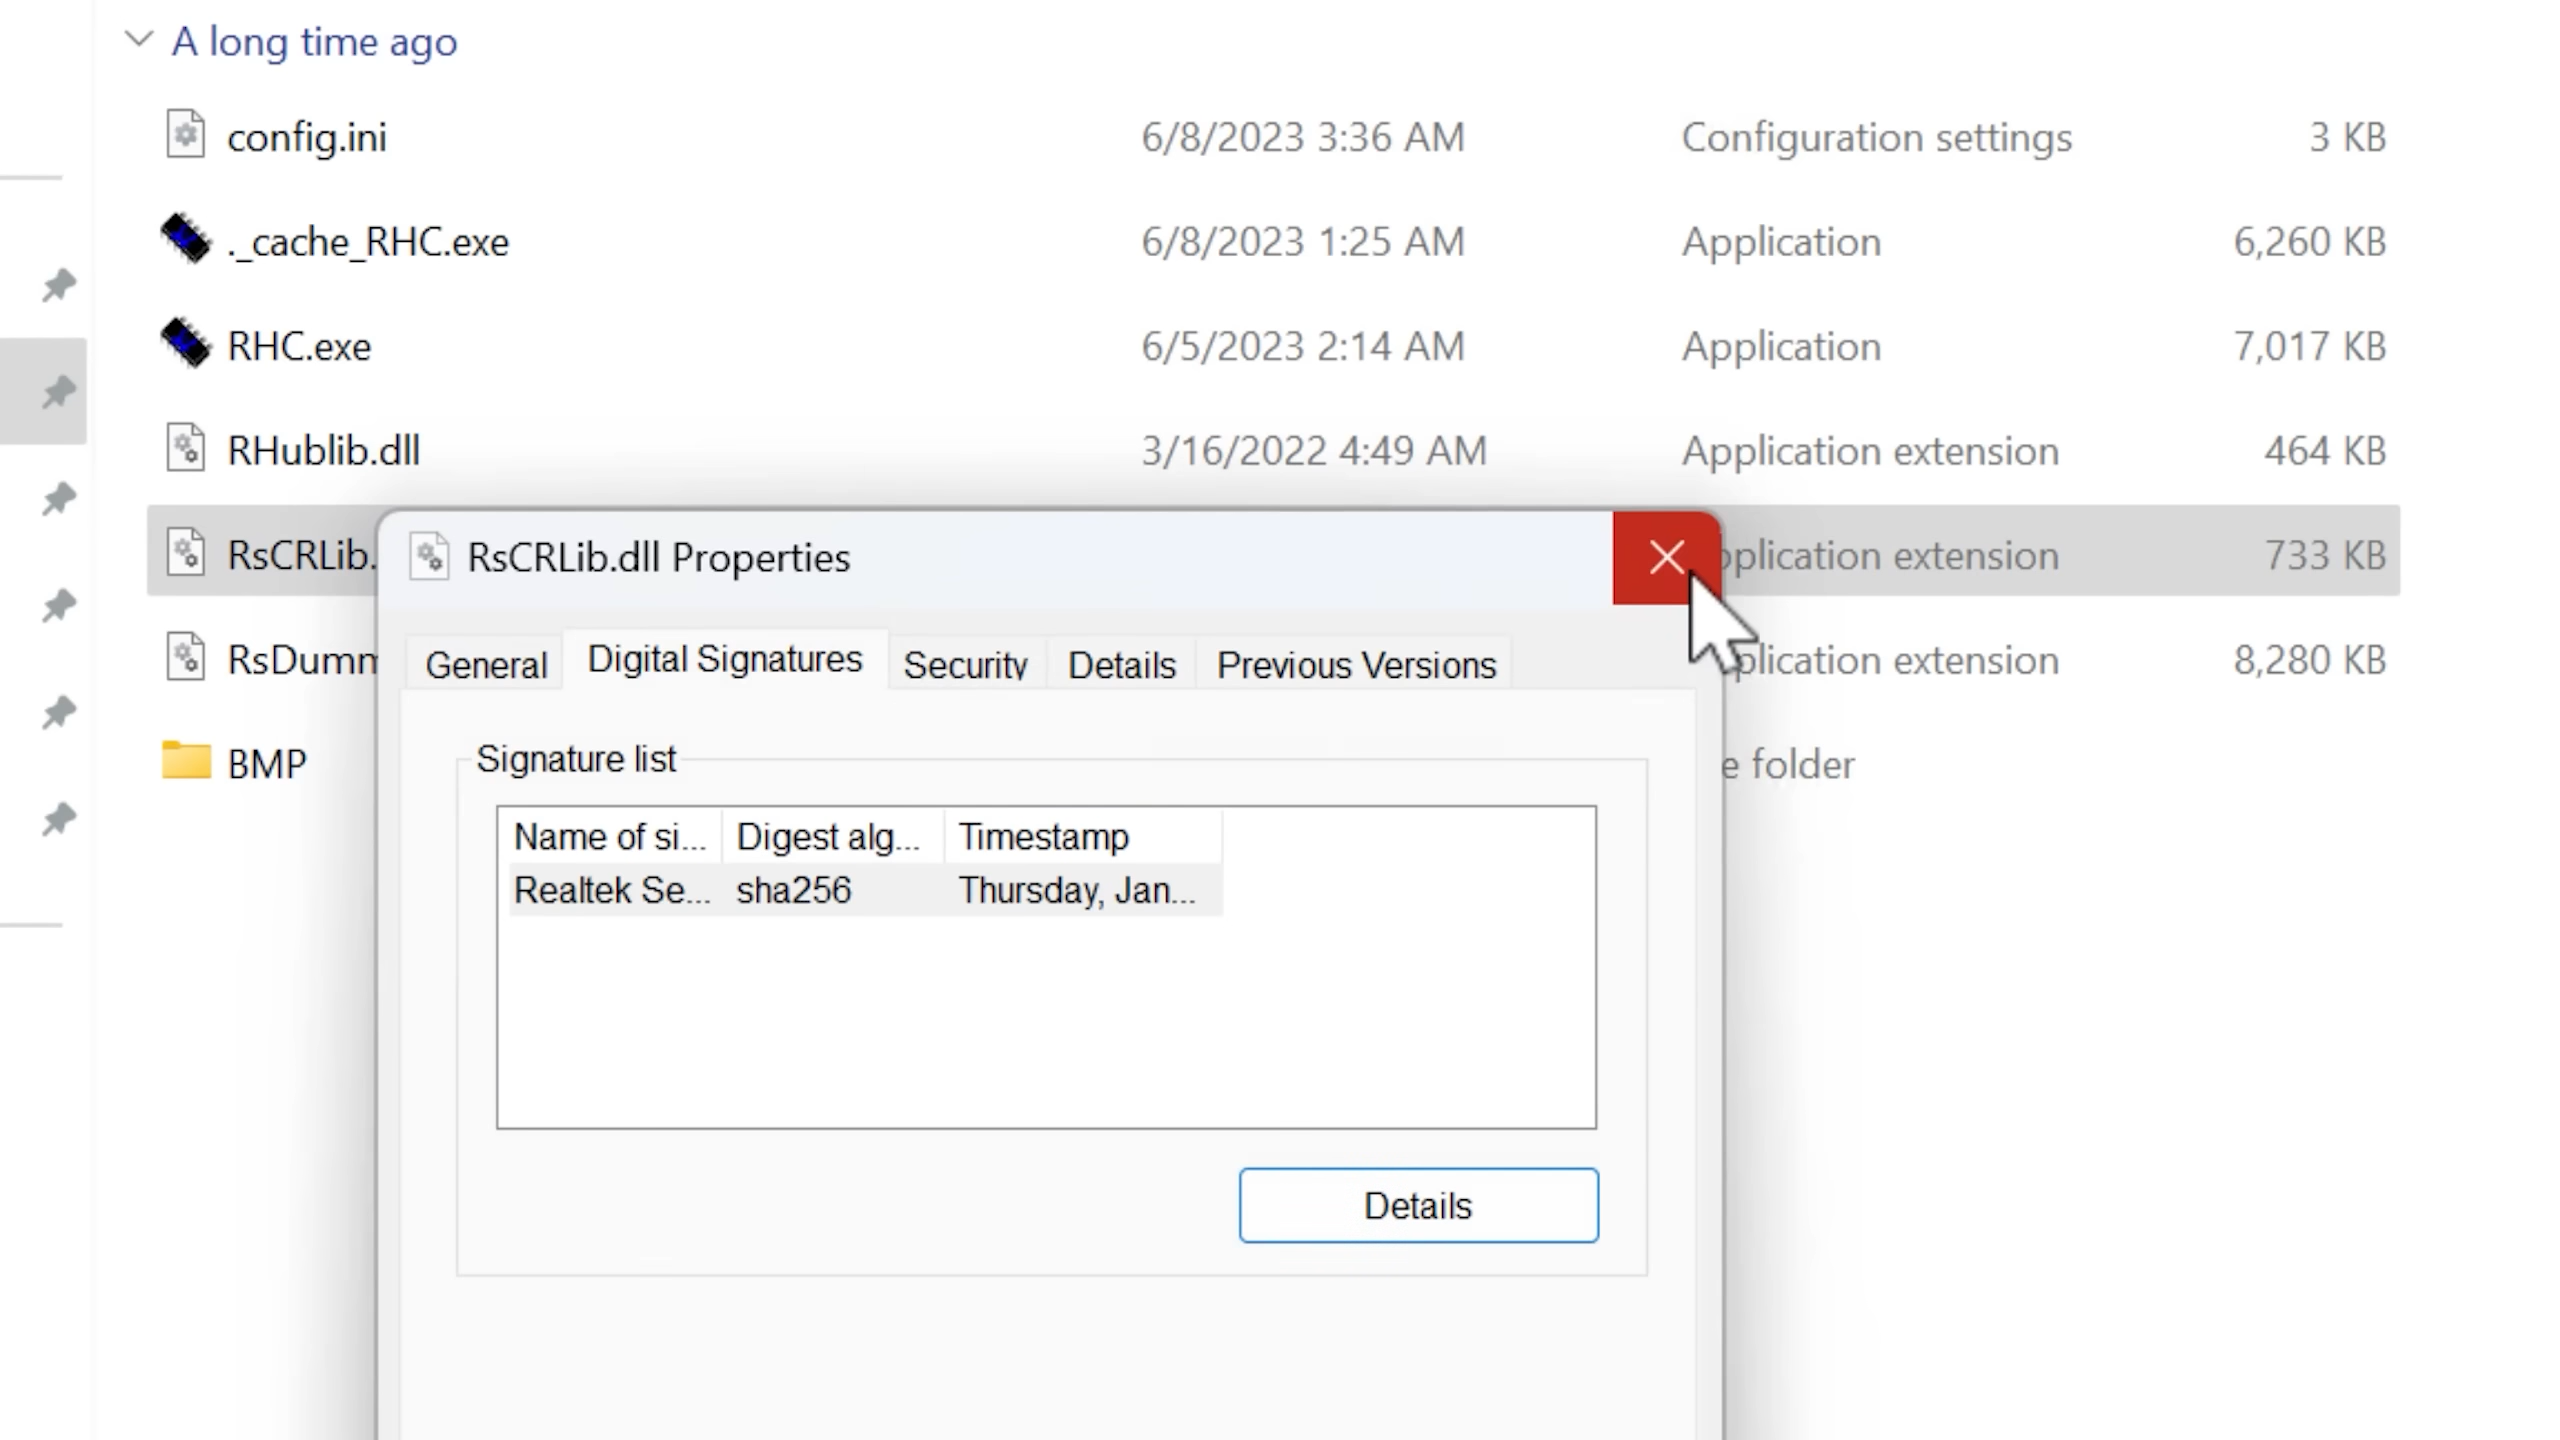 A long time ago
config.ini 6/8/2023 3:36 AM Configuration settings 3 KB
._cache_RHC.exe 6/8/2023 1:25 AM Application 6,260 KB
RHC.exe 6/5/2023 2:14 AM Application 7,017 KB
RHublib.dll 3/16/2022 4:49 AM Application extension 464 KB
RsCRLib. plication extension 733 KB
RsDumm plication extension 8,280 KB
BMP e folder
RsCRLib.dll Properties
General Digital Signatures Security Details Previous Versions
Signature list
Name of si... Digest alg... Timestamp
Realtek Se... sha256 Thursday, Jan...
Details